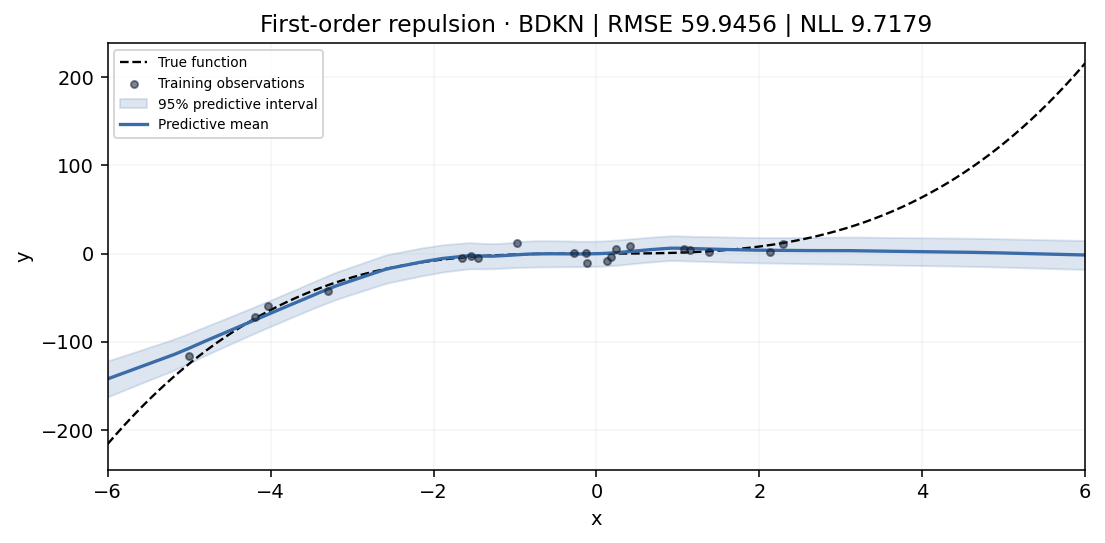 First-order repulsion · BDKN | RMSE 59.9456 | NLL 9.7179
True function
Training observations
95% predictive interval
Predictive mean
y
200
100
0
−100
−200
−6
−4
−2
0
2
4
6
x